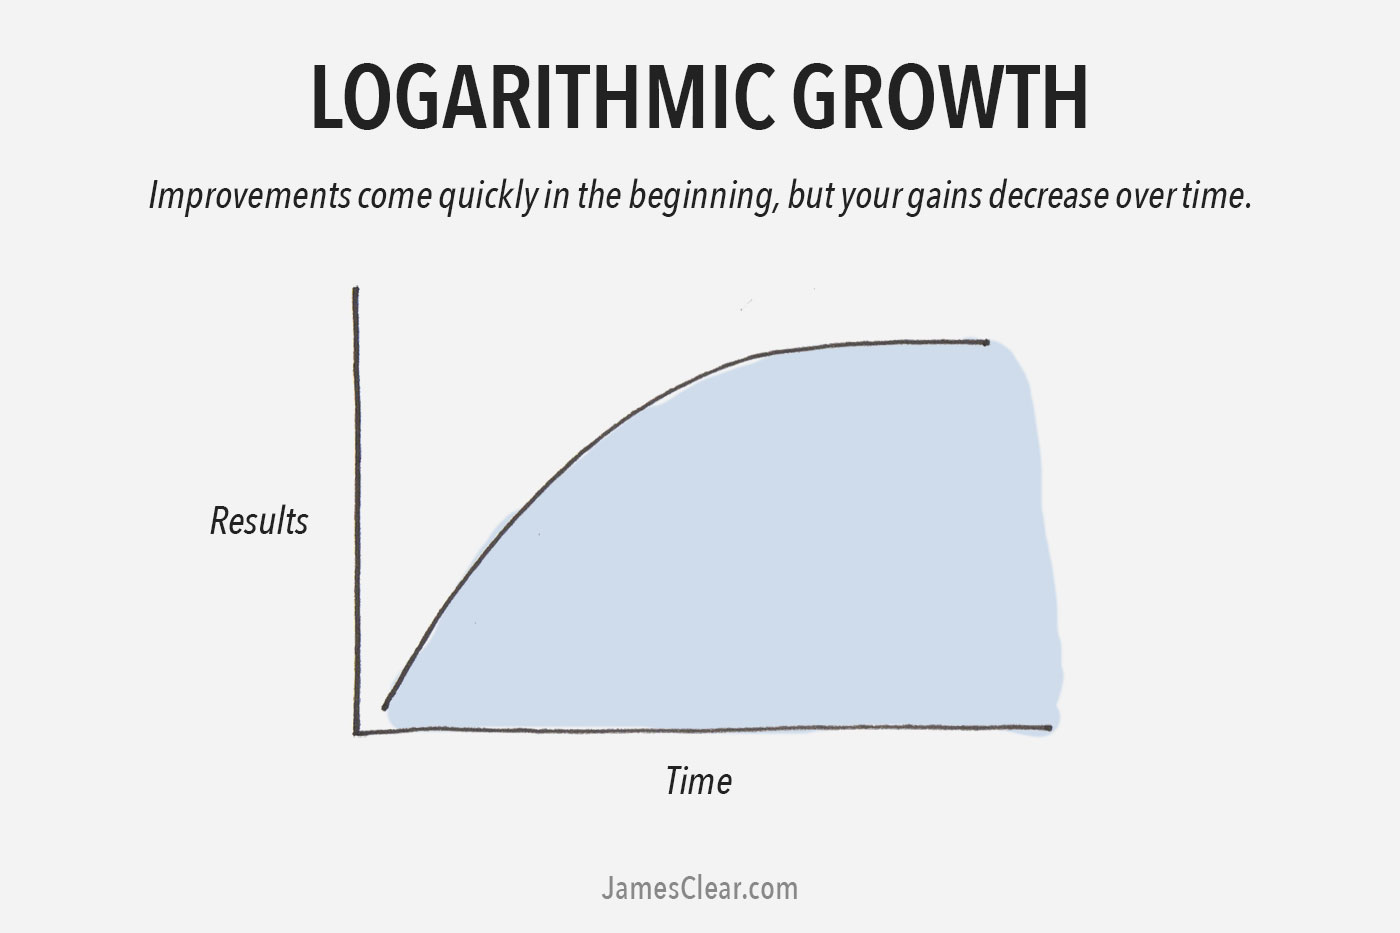 LOGARITHMIC GROWTH
Improvements come quickly in the beginning, but your gains decrease over time.
Results
Time
JamesClear.com